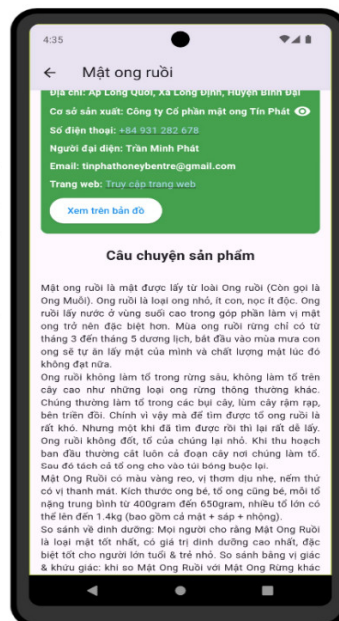 4:35
Mật ong ruồi
Địa chỉ: Ấp Long Quới, Xã Long Định, Huyện Bình Đại
Cơ sở sản xuất: Công ty Cổ phần mật ong Tín Phát
Số điện thoại: +84 931 282 678
Người đại diện: Trần Minh Phát
Email: tinphathoneybentre@gmail.com
Trang web: Truy cập trang web
Xem trên bản đồ
Câu chuyện sản phẩm
Mật ong ruồi là mật được lấy từ loài Ong ruồi (Còn gọi là
Ong Muỗi). Ong ruồi là loại ong nhỏ, ít con, nọc ít độc. Ong
ruồi lấy nước ở vùng suối cao trong góp phần làm vị mật
ong trở nên đặc biệt hơn. Mùa ong ruồi rừng chỉ có từ
tháng 3 đến tháng 5 dương lịch, bắt đầu vào mùa mưa con
ong sẽ tự ăn lấy mật của mình và chất lượng mật lúc đó
không đạt nữa.
Ong ruồi không làm tổ trong rừng sâu, không làm tổ trên
cây cao như những loại ong rừng thông thường khác.
Chúng thường làm tổ trong các bụi cây, lùm cây rậm rạp,
bên triền đồi. Chính vì vậy mà để tìm được tổ ong ruồi là
rất khó. Nhưng một khi đã tìm được rồi thì lại rất dễ lấy.
Ong ruồi không đốt, tổ của chúng lại nhỏ. Khi thu hoạch
ban đầu thường cắt luôn cả đoạn cây nơi chúng làm tổ.
Sau đó tách cả tổ ong cho vào túi bóng buộc lại.
Mật Ong Ruồi có màu vàng reo, vị thơm dịu nhẹ, nếm thử
có vị thanh mát. Kích thước ong bé, tổ ong cũng bé, mỗi tổ
nặng trung bình từ 400gram đến 650gram, nhiều tổ lớn có
thể lên đến 1.4kg (bao gồm cả mật + sáp + nhộng).
So sánh về dinh dưỡng: Mọi người cho rằng Mật Ong Ruồi
là loại mật tốt nhất, có giá trị dinh dưỡng cao nhất, đặc
biệt tốt cho người lớn tuổi & trẻ nhỏ. So sánh bằng vị giác
& khứu giác: khi so Mật Ong Ruồi với Mật Ong Rừng khác